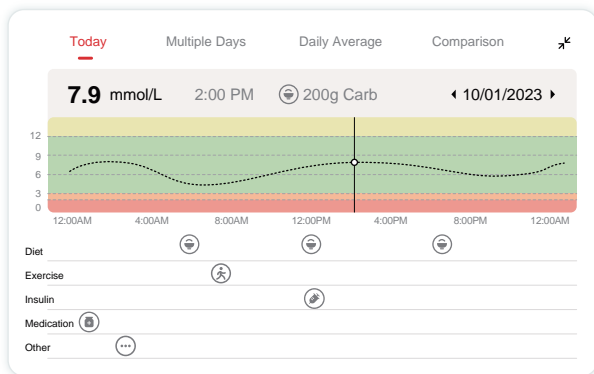 Today Multiple Days Daily Average Comparison
7.9 mmol/L 2:00 PM 200g Carb 10/01/2023
12
9
6
3
0
12:00AM 4:00AM 8:00AM 12:00PM 4:00PM 8:00PM 12:00AM
Diet
Exercise
Insulin
Medication
Other